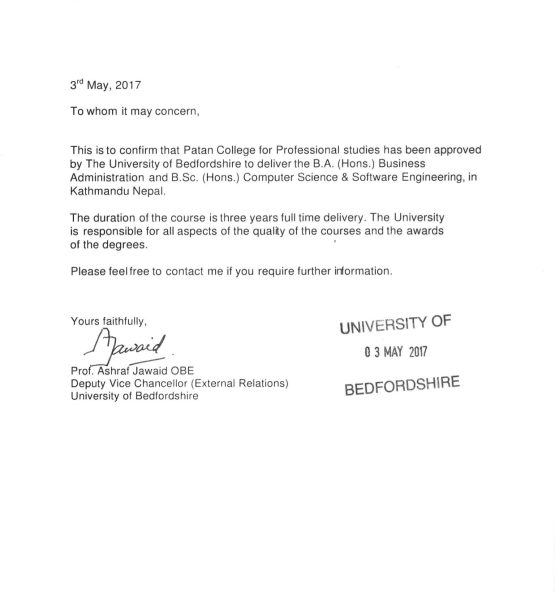 3rd May, 2017
To whom it may concern,
This is to confirm that Patan College for Professional studies has been approved
by The University of Bedfordshire to deliver the B.A. (Hons.) Business
Administration and B.Sc. (Hons.) Computer Science & Software Engineering, in
Kathmandu Nepal.
The duration of the course is three years full time delivery. The University
is responsible for all aspects of the quality of the courses and the awards
of the degrees.
Please feel free to contact me if you require further information.
Yours faithfully,
AJawaid
Prof. Ashraf Jawaid OBE
Deputy Vice Chancellor (External Relations)
University of Bedfordshire
UNIVERSITY OF
03 MAY 2017
BEDFORDSHIRE